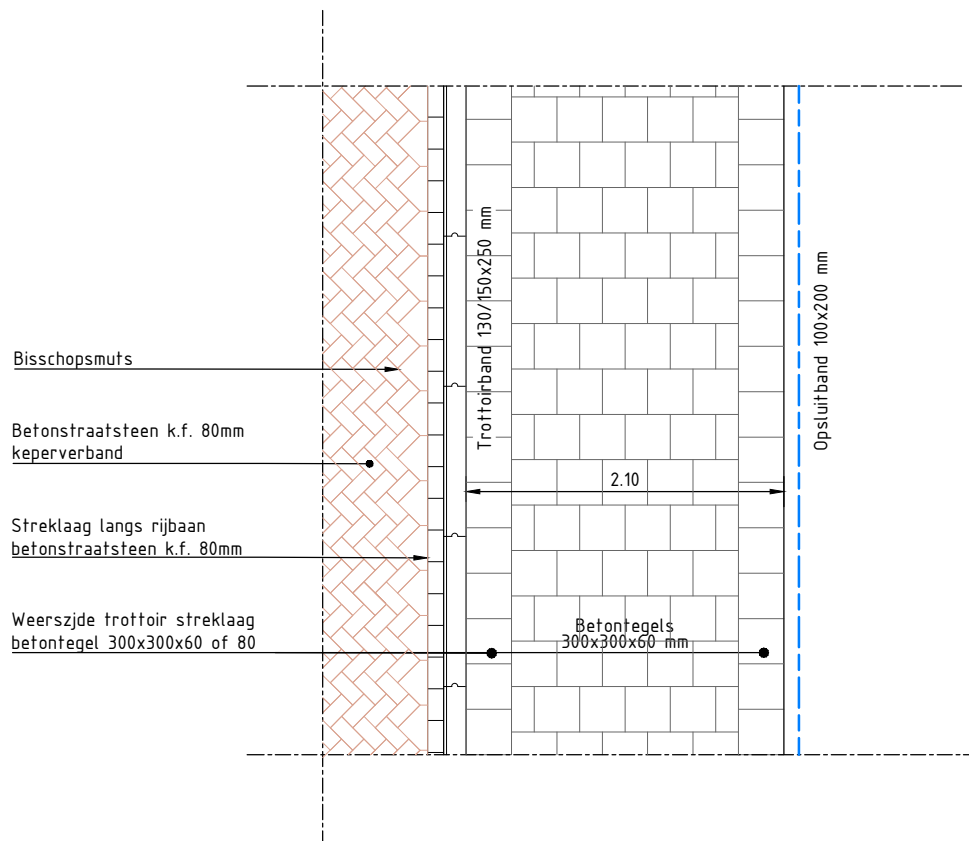 Bisschopsmuts
Betonstraatsteen k.f. 80mm
keperverband
Streklaag langs rijbaan
betonstraatsteen k.f. 80mm
Weerszjde trottoir streklaag
betontegel 300x300x60 of 80
Trottoirband 130/150x250 mm
2.10
Betontegels
300x300x60 mm
Opsluitband 100x200 mm